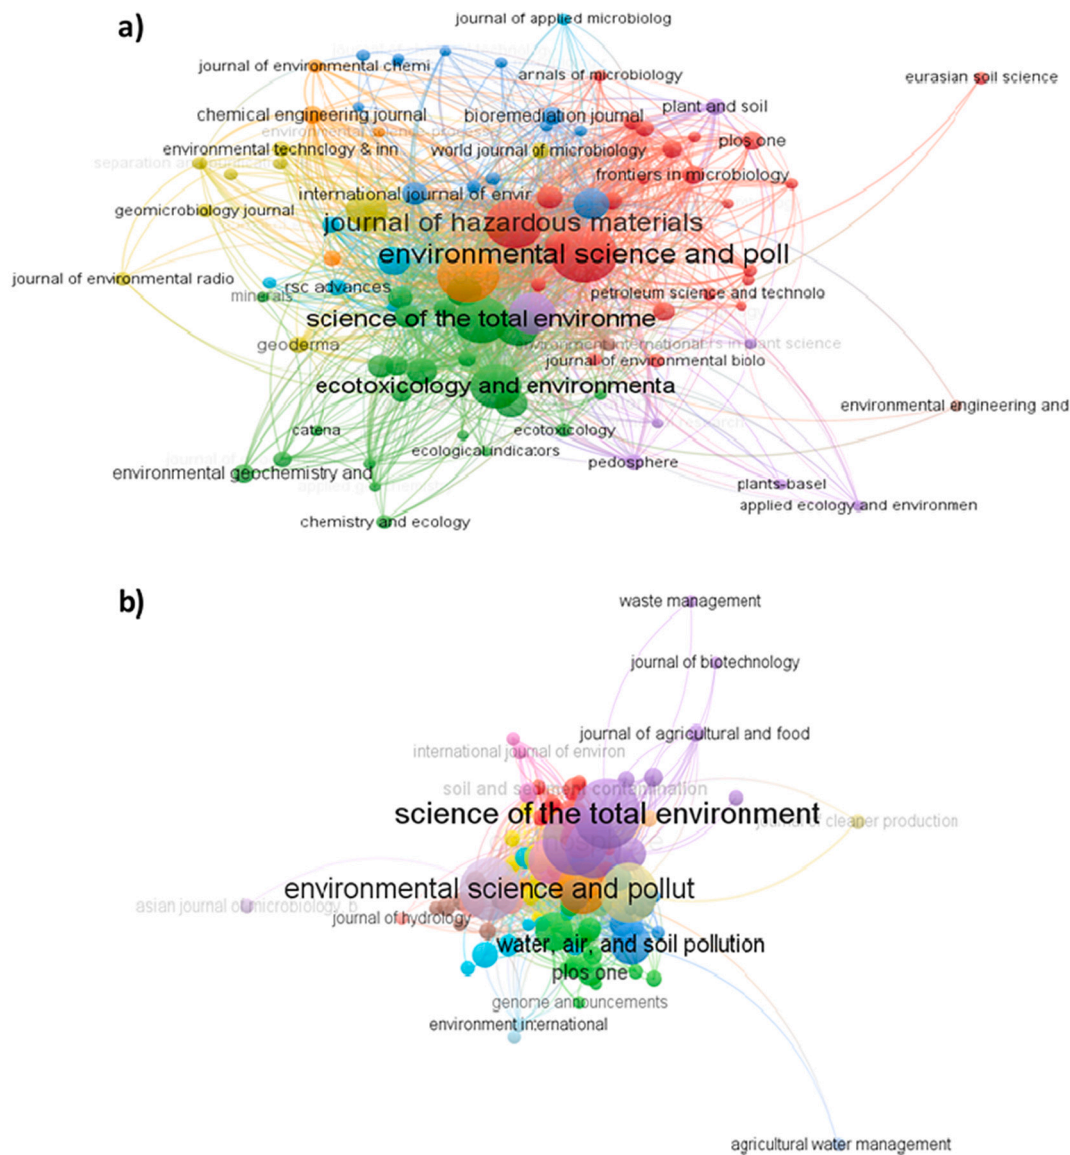 a)
journal of applied microbiolog
journal of environmental chemi
arnals of microbiology
eurasian soil science
chemical engineering journal
bioremediation journal
plant and soil
environmental technology & inn
world journal of microbiology
plos one
frontiers in microbiology
international journal of envir
geomicrobiology journal
journal of hazardous materials
environmental science and poll
journal of environmental radio
rsc advances
minerals
petroleum science and technolo
science of the total environme
geoderma
environment international
rs in plant science
journal of environmental biolo
ecotoxicology and environmenta
environmental engineering and
catena
ecotoxicology
ecological indicators
pedosphere
environmental geochemistry and
plants-basel
applied ecology and environmen
chemistry and ecology
b)
waste management
journal of biotechnology
journal of agricultural and food
international journal of environ
soil and sediment contamination
science of the total environment
journal of cleaner production
environmental science and pollut
asian journal of microbiology, b
journal of hydrology
water, air, and soil pollution
plos one
genome announcements
environment international
agricultural water management